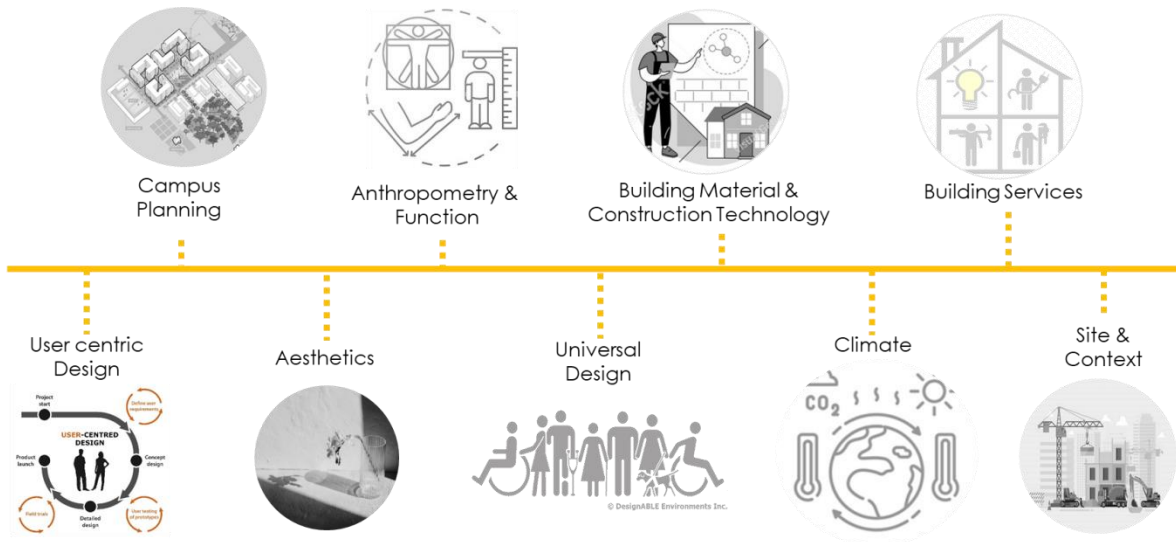 Campus
Planning
Anthropometry &
Function
Building Material &
Construction Technology
Building Services
User centric
Design
Aesthetics
Universal
Design
Climate
Site &
Context
Project
start
Define user
requirements
USER-CENTRED
DESIGN
Product
launch
Concept
design
Field trials
Detailed
design
User testing
of prototypes
© DesignABLE Environments Inc.
CO2